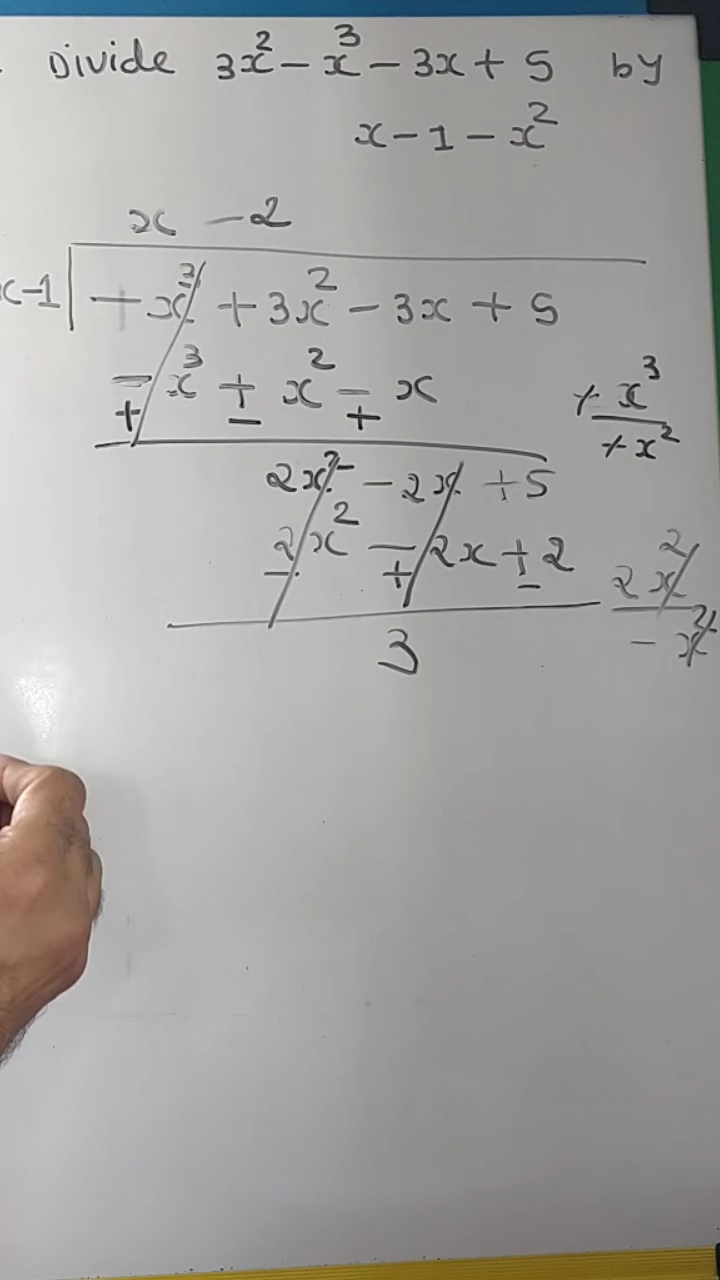 Divide 3x² - x³ - 3x + 5 by
x - 1 - x²
x - 2
x-1 | - x³ + 3x² - 3x + 5
- x³ + x² - x
+ - +
+ x³
+ x²
2x² - 2x + 5
2x² - 2x + 2
- + -
2x²
- x²
3